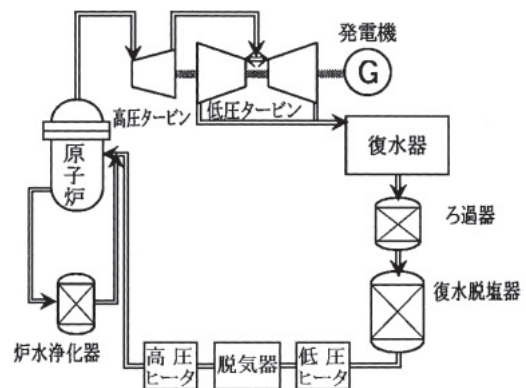 発電機
G
高圧タービン
低圧タービン
復水器
原子炉
ろ過器
復水脱塩器
炉水浄化器
高圧
ヒータ
脱気器
低圧
ヒータ